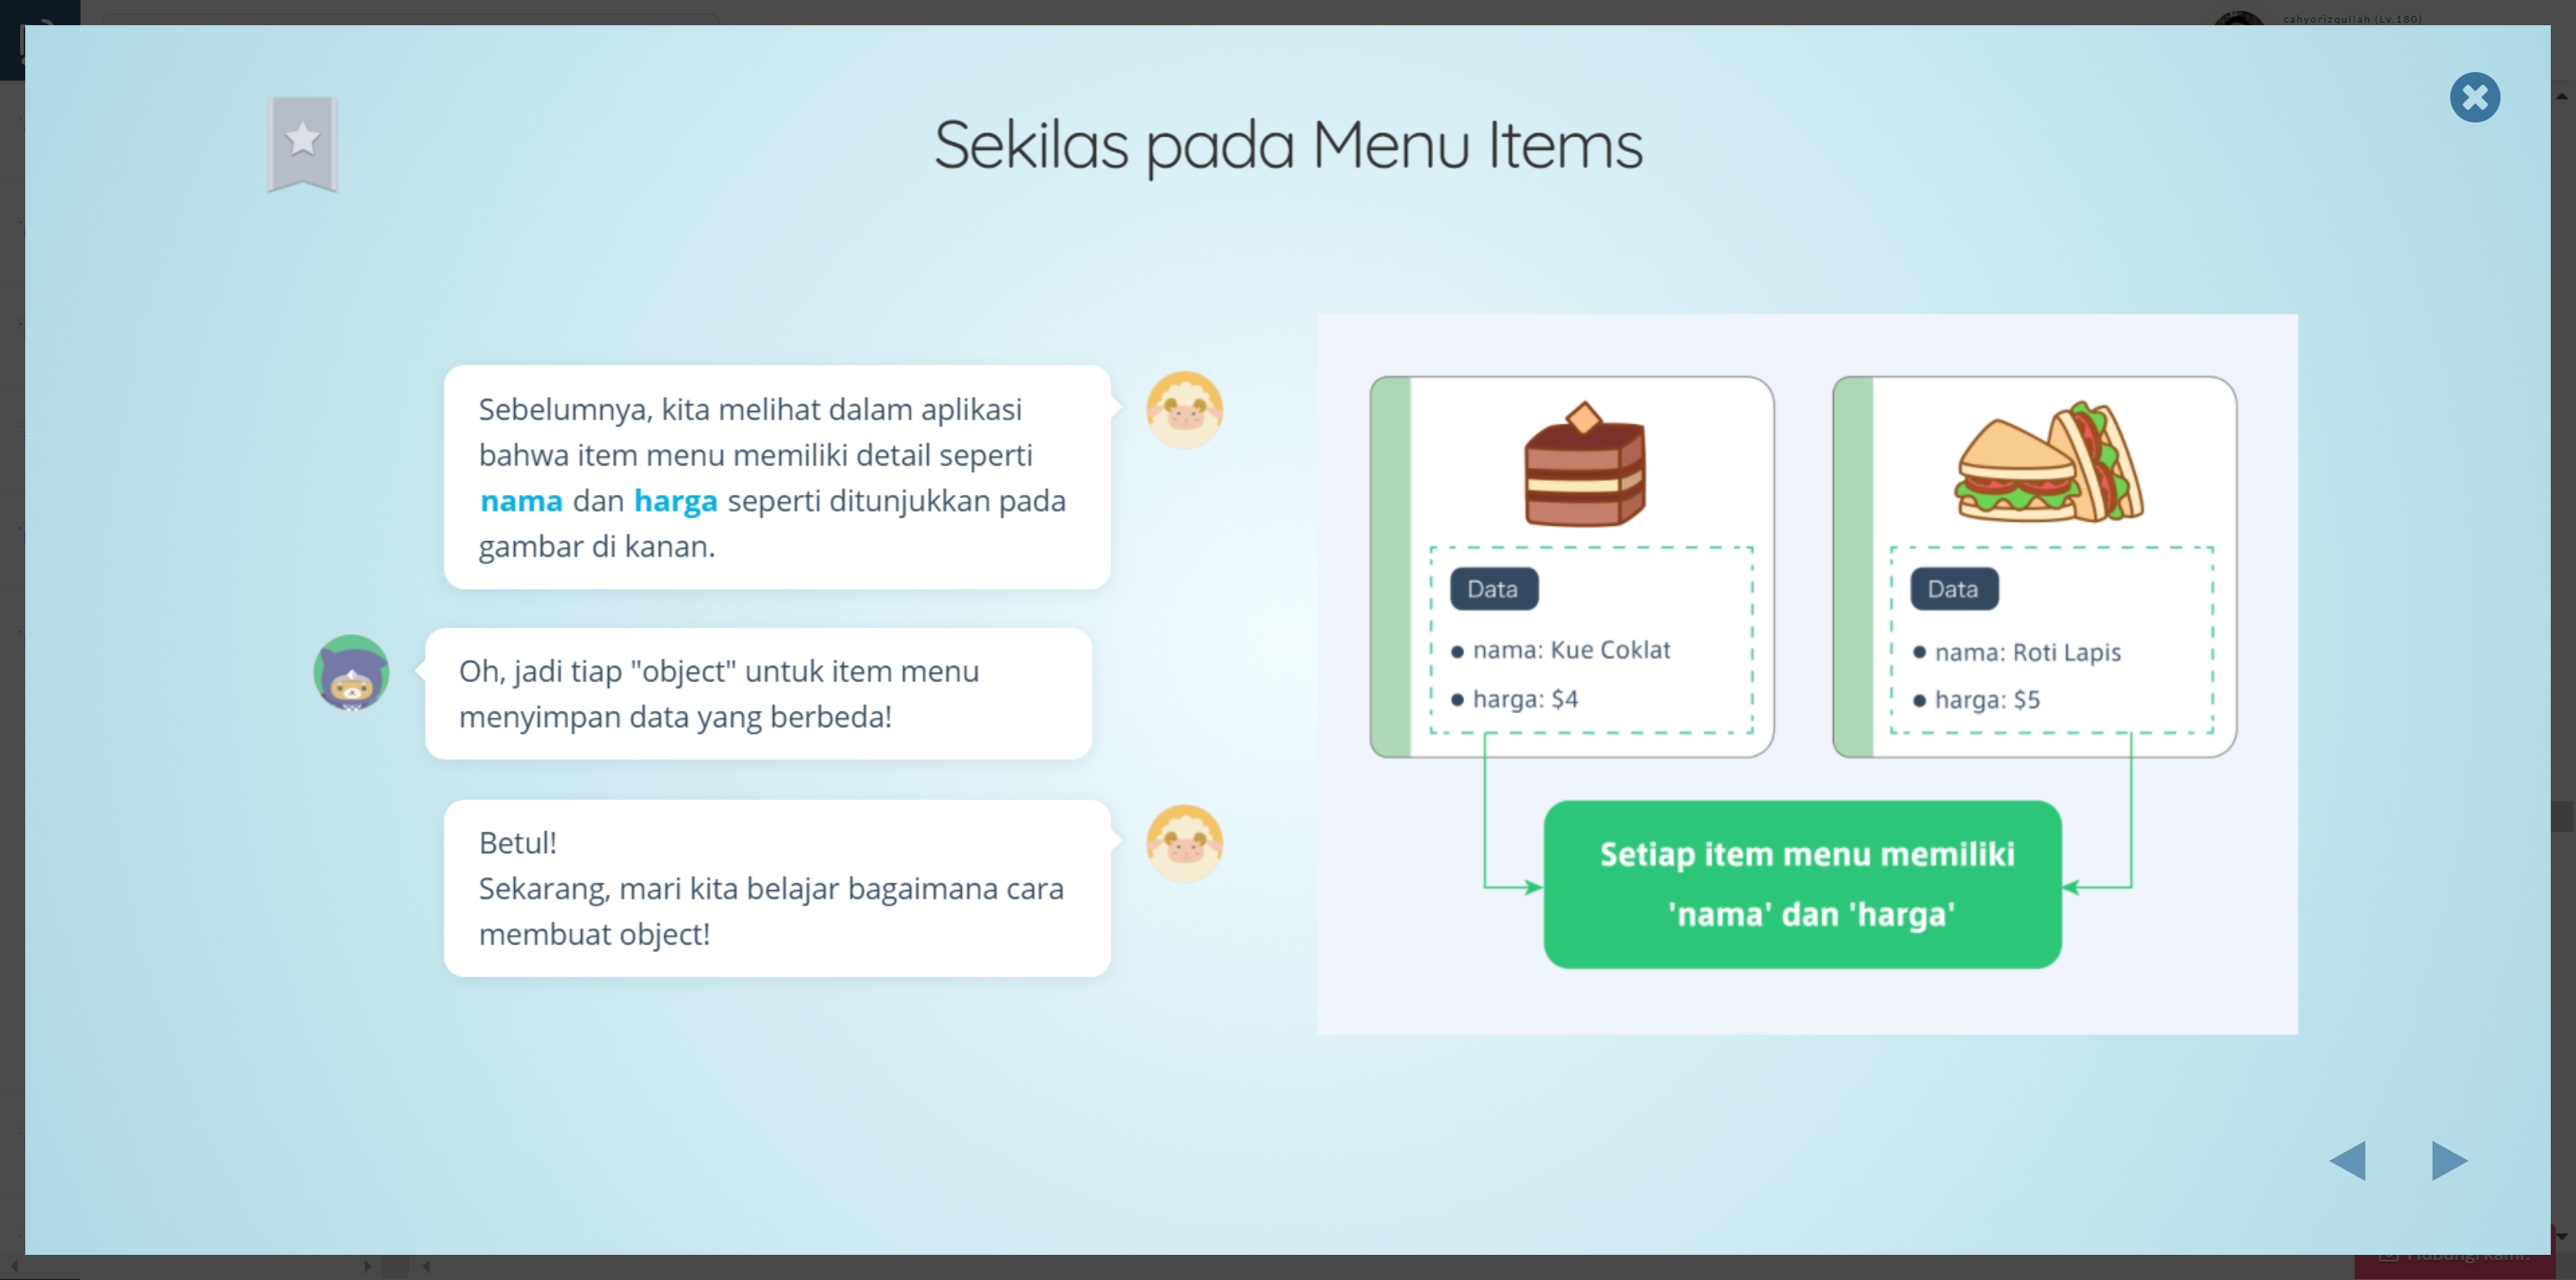 cahyorizqullah (Lv.180)
Sekilas pada Menu Items
Sebelumnya, kita melihat dalam aplikasi
bahwa item menu memiliki detail seperti
nama dan harga seperti ditunjukkan pada
gambar di kanan.
Oh, jadi tiap "object" untuk item menu
menyimpan data yang berbeda!
Betul!
Sekarang, mari kita belajar bagaimana cara
membuat object!
Data
nama: Kue Coklat
harga: $4
Data
nama: Roti Lapis
harga: $5
Setiap item menu memiliki
'nama' dan 'harga'